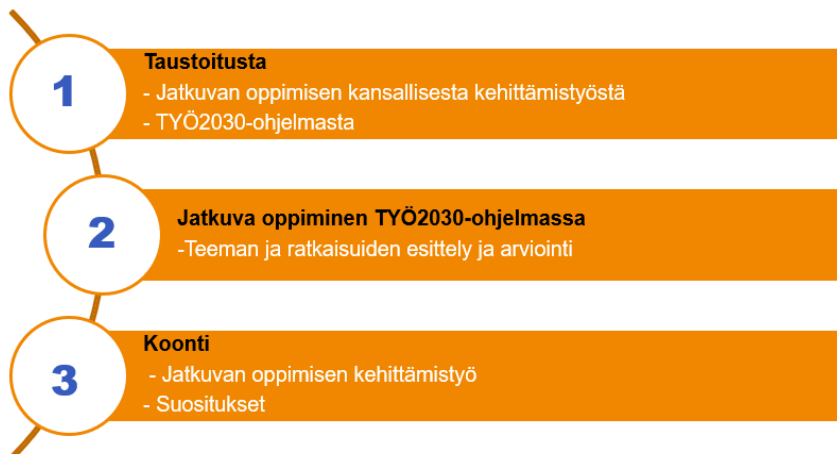 1
Taustoitusta
- Jatkuvan oppimisen kansallisesta kehittämistyöstä
- TYÖ2030-ohjelmasta
2
Jatkuva oppiminen TYÖ2030-ohjelmassa
-Teeman ja ratkaisuiden esittely ja arviointi
3
Koonti
- Jatkuvan oppimisen kehittämistyö
- Suositukset